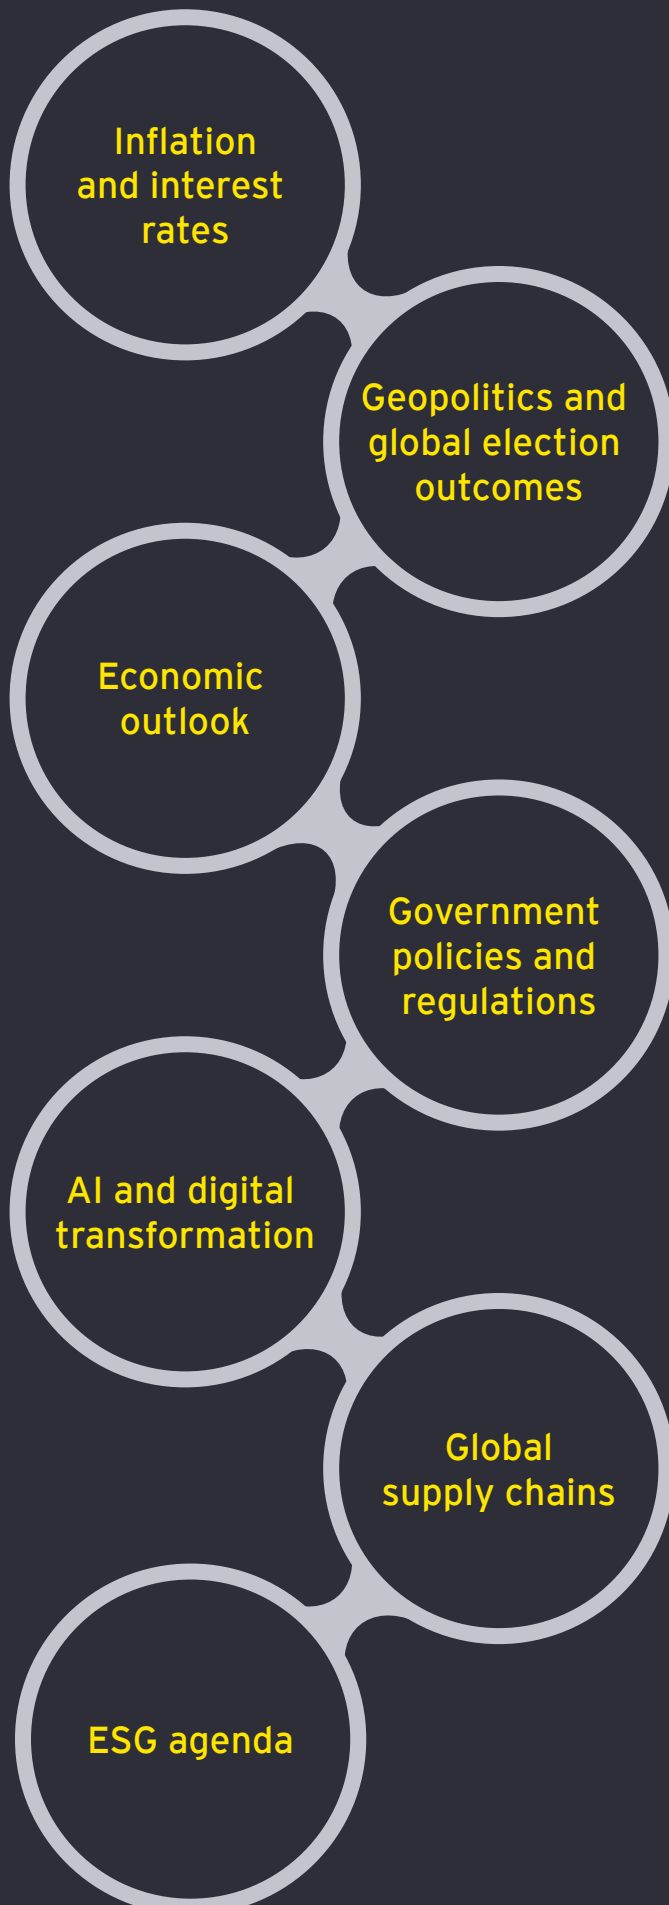 Inflation
and interest
rates
Geopolitics and
global election
outcomes
Economic
outlook
Government
policies and
regulations
AI and digital
transformation
Global
supply chains
ESG agenda